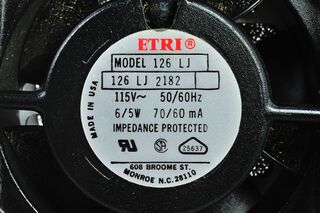 ETRI®
MODEL 126 LJ
126 LJ 2182
115V~ 50/60Hz
6/5W 70/60 mA
IMPEDANCE PROTECTED
MADE IN USA
25637
608 BROOME ST.
MONROE N.C. 28110